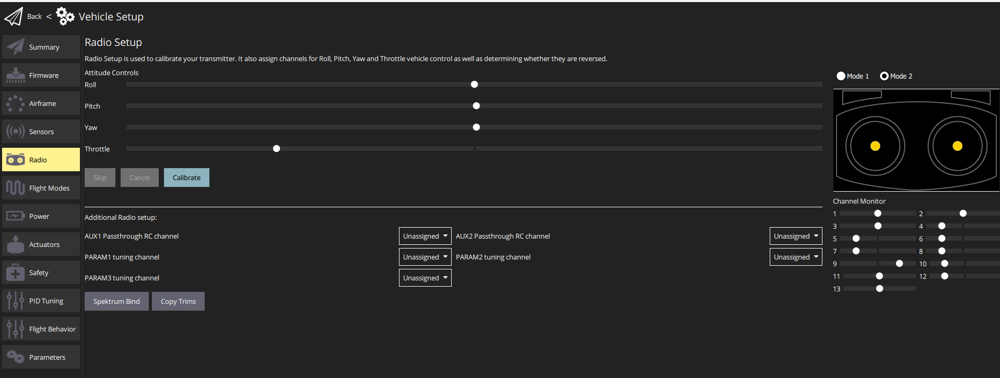 Back < Vehicle Setup
Summary
Firmware
Airframe
Sensors
Radio
Flight Modes
Power
Actuators
Safety
PID Tuning
Flight Behavior
Parameters
Radio Setup
Radio Setup is used to calibrate your transmitter. It also assign channels for Roll, Pitch, Yaw and Throttle vehicle control as well as determining whether they are reversed.
Attitude Controls
Roll
Pitch
Yaw
Throttle
Skip Cancel Calibrate
Additional Radio setup:
AUX1 Passthrough RC channel Unassigned AUX2 Passthrough RC channel Unassigned
PARAM1 tuning channel Unassigned PARAM2 tuning channel Unassigned
PARAM3 tuning channel Unassigned
Spektrum Bind Copy Trims
Mode 1 Mode 2
Channel Monitor
1 2
3 4
5 6
7 8
9 10
11 12
13